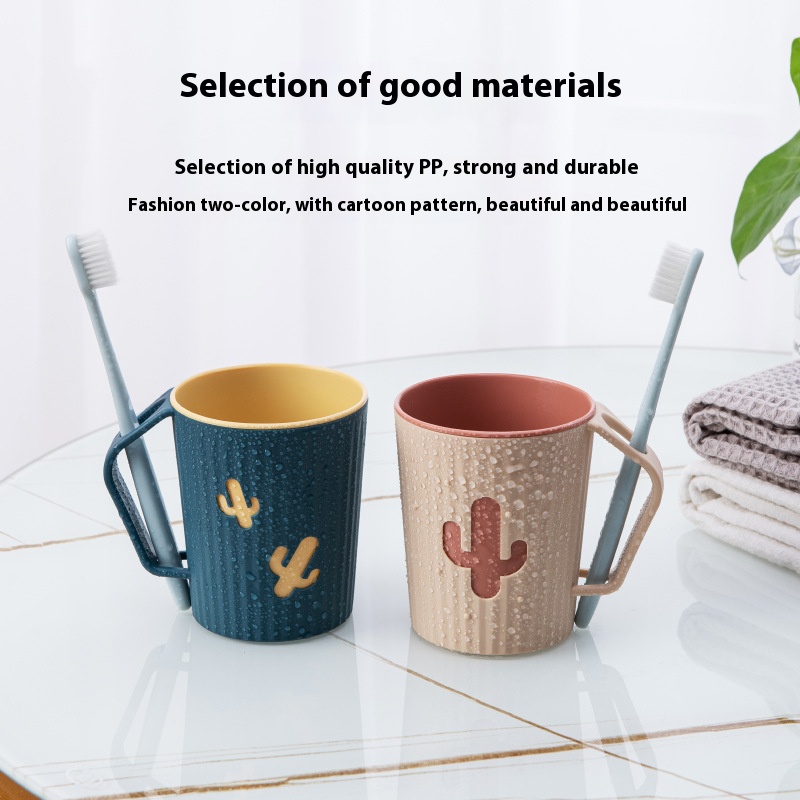 Selection of good materials
Selection of high quality PP, strong and durable
Fashion two-color, with cartoon pattern, beautiful and beautiful